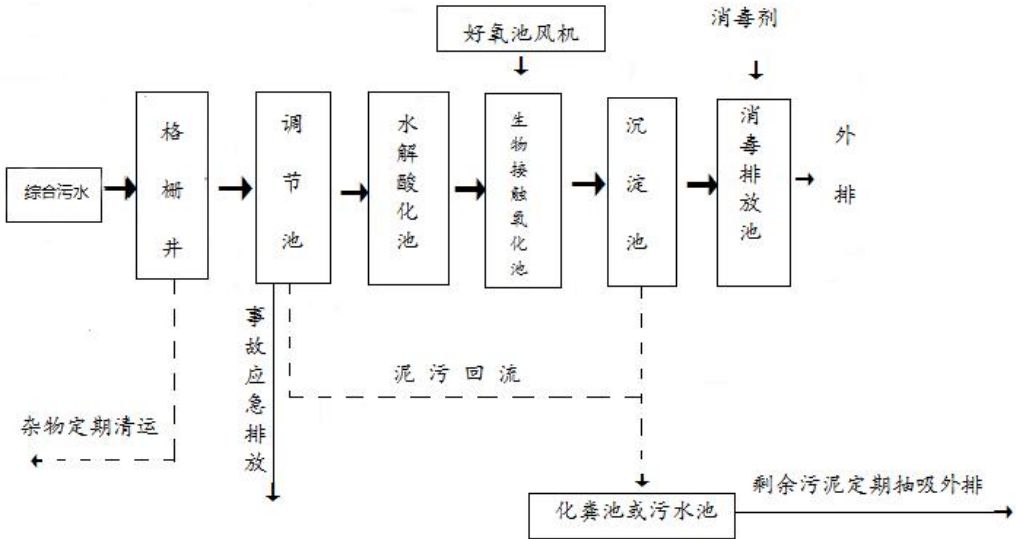 好氧池风机
消毒剂
综合污水
格栅井
调节池
水解酸化池
生物接触氧化池
沉淀池
消毒排放池
外排
事故应急排放
泥污回流
杂物定期清运
化粪池或污水池
剩余污泥定期抽吸外排